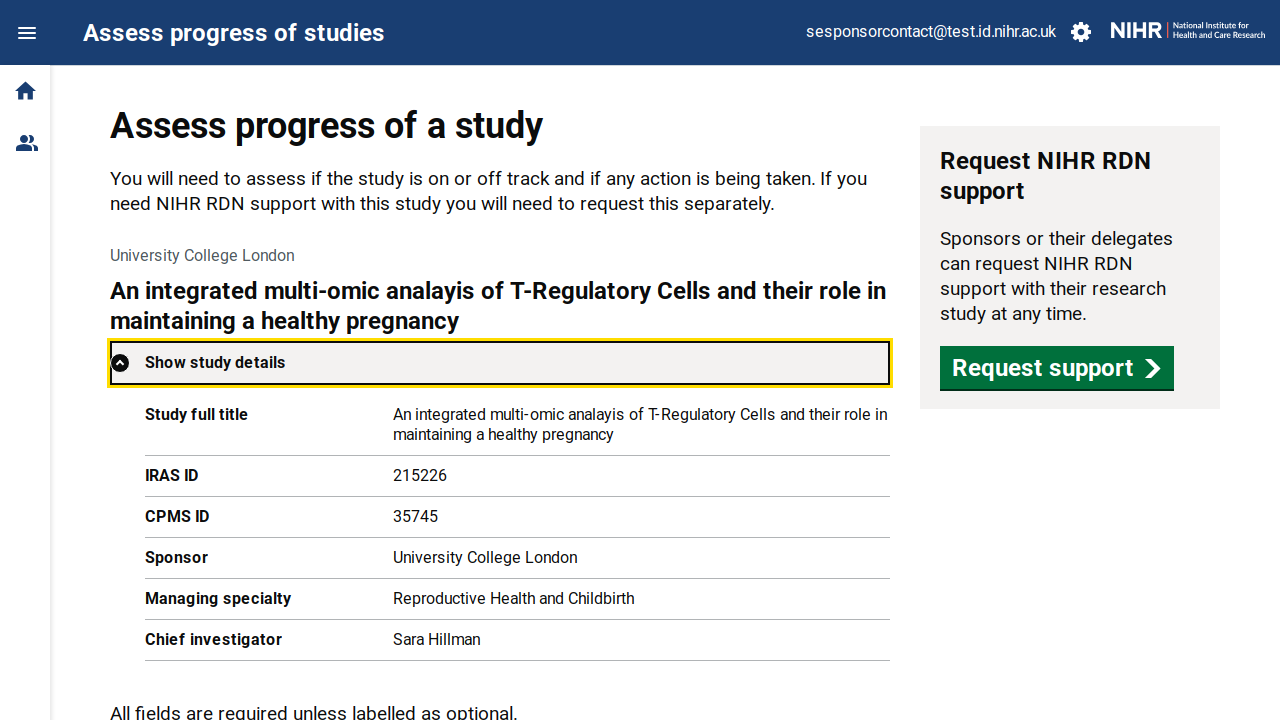 Assess progress of studies
sesponsorcontact@test.id.nihr.ac.uk
NIHR
National Institute for
Health and Care Research
Assess progress of a study
You will need to assess if the study is on or off track and if any action is being taken. If you
need NIHR RDN support with this study you will need to request this separately.
University College London
An integrated multi-omic analayis of T-Regulatory Cells and their role in
maintaining a healthy pregnancy
Show study details
Study full title
An integrated multi-omic analayis of T-Regulatory Cells and their role in
maintaining a healthy pregnancy
IRAS ID
215226
CPMS ID
35745
Sponsor
University College London
Managing specialty
Reproductive Health and Childbirth
Chief investigator
Sara Hillman
All fields are required unless labelled as optional.
Request NIHR RDN
support
Sponsors or their delegates
can request NIHR RDN
support with their research
study at any time.
Request support